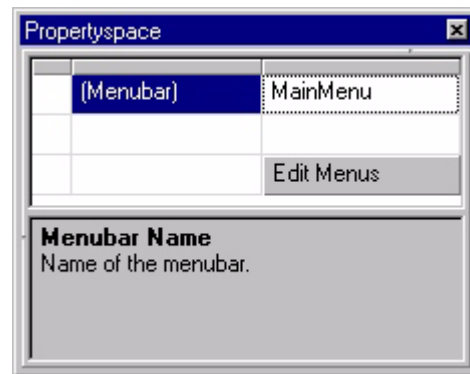 Propertyspace
(Menubar) MainMenu
Edit Menus
Menubar Name
Name of the menubar.